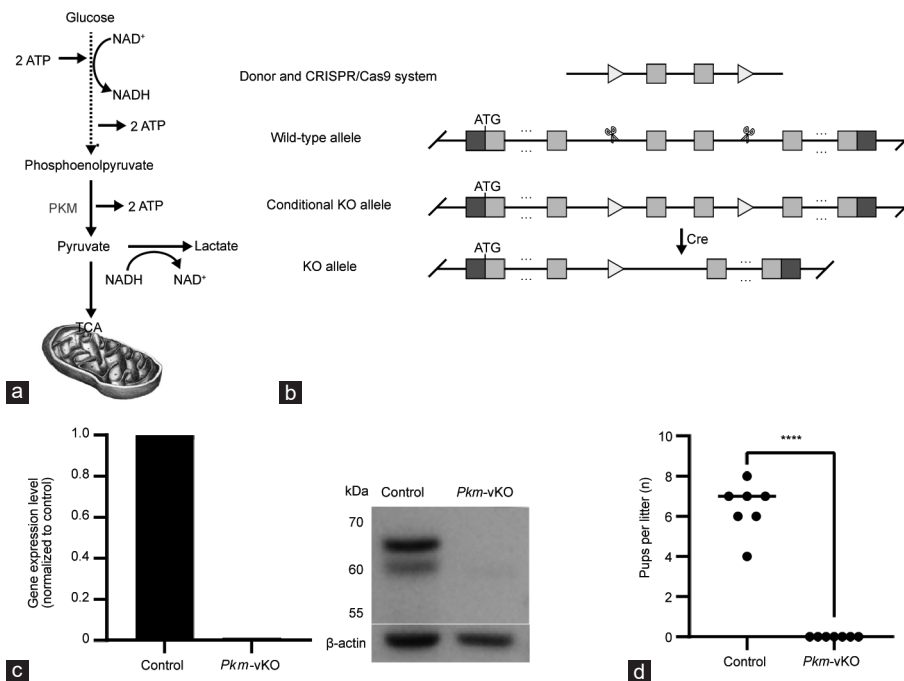 Glucose
NAD⁺
2 ATP
NADH
2 ATP
Phosphoenolpyruvate
PKM
2 ATP
Pyruvate
Lactate
NADH
NAD⁺
TCA
a
Donor and CRISPR/Cas9 system
ATG
Wild-type allele
...
...
...
...
ATG
Conditional KO allele
...
...
...
...
Cre
ATG
KO allele
...
...
...
...
b
Gene expression level
(normalized to control)
1.0
0.8
0.6
0.4
0.2
0
Control
Pkm-vKO
kDa
Control
Pkm-vKO
70
60
55
β-actin
c
Pups per litter (n)
10
8
6
4
2
0
****
Control
Pkm-vKO
d